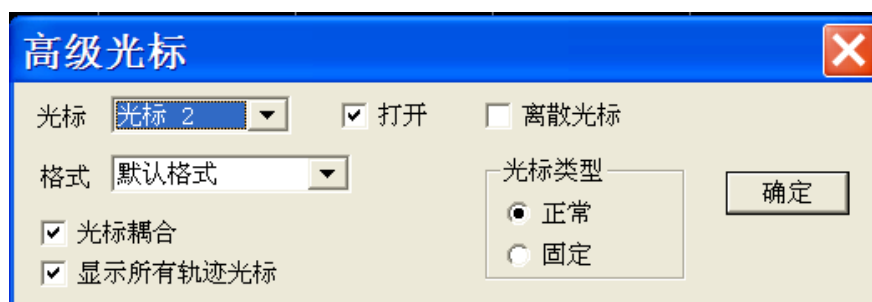 高级光标
光标 光标 2 打开 离散光标
格式 默认格式 光标类型
正常 确定
光标耦合 固定
显示所有轨迹光标